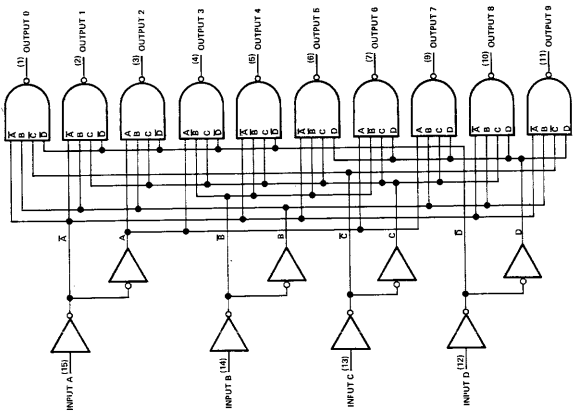 (1) OUTPUT 0
(2) OUTPUT 1
(3) OUTPUT 2
(4) OUTPUT 3
(5) OUTPUT 4
(6) OUTPUT 5
(7) OUTPUT 6
(9) OUTPUT 7
(10) OUTPUT 8
(11) OUTPUT 9
A̅ B C̅ D̅
A̅ B C D̅
A B C D̅
A B̅ C D̅
A̅ B̅ C D̅
A̅ B̅ C D
A B̅ C D
A B C D
A̅ B C D
A̅ B C̅ D
A̅
A
B̅
B
C̅
C
D̅
D
INPUT A (15)
INPUT B (14)
INPUT C (13)
INPUT D (12)